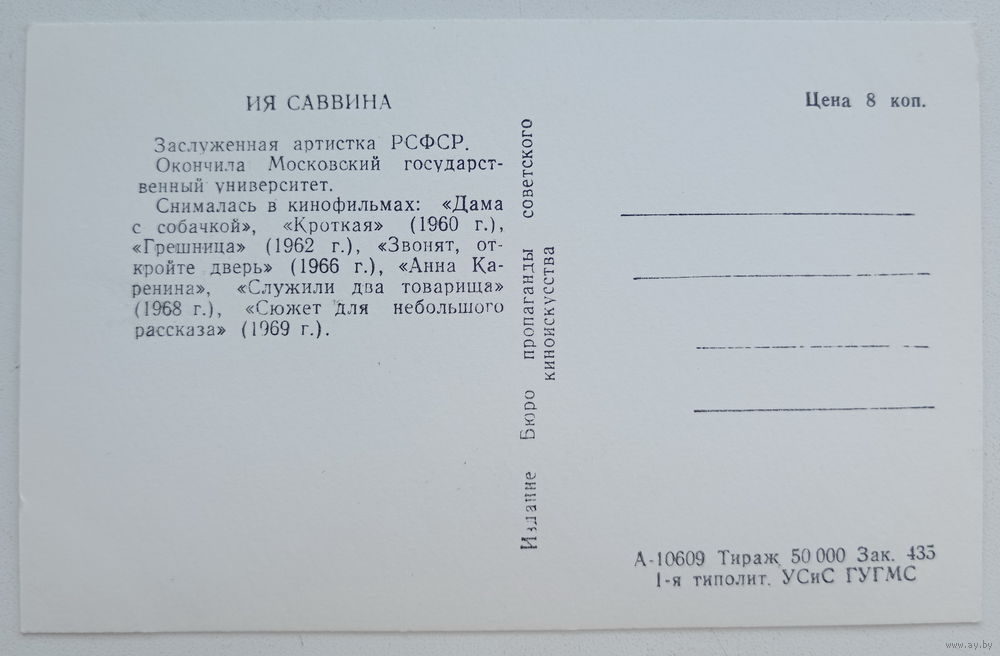 ИЯ САВВИНА
Заслуженная артистка РСФСР.
Окончила Московский государст-
венный университет.
Снималась в кинофильмах: «Дама
с собачкой», «Кроткая» (1960 г.),
«Грешница» (1962 г.), «Звонят, от-
кройте дверь» (1966 г.), «Анна Ка-
ренина», «Служили два товарища»
(1968 г.), «Сюжет для небольшого
рассказа» (1969 г.).
Издание Бюро пропаганды советского
киноискусства
Цена 8 коп.
А-10609 Тираж 50 000 Зак. 435
1-я типолит. УСиС ГУГМС
www.ay.by